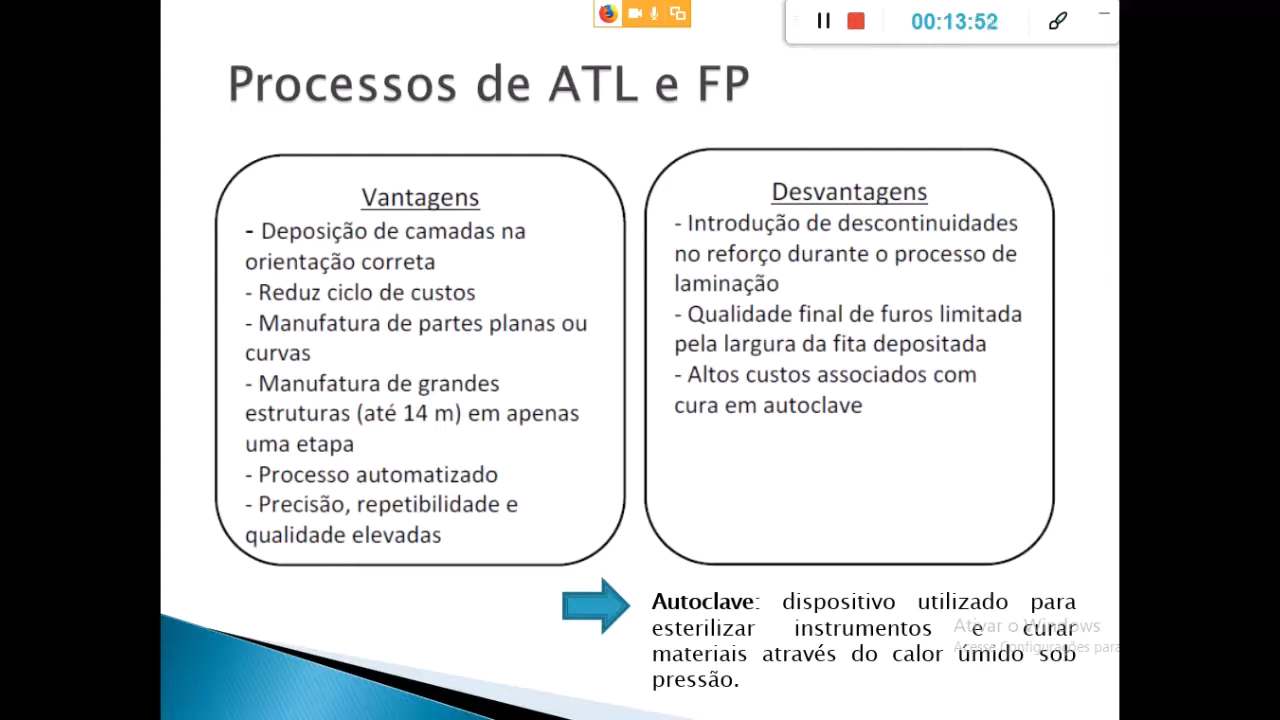 00:13:52
Processos de ATL e FP
Vantagens
- Deposição de camadas na
orientação correta
- Reduz ciclo de custos
- Manufatura de partes planas ou
curvas
- Manufatura de grandes
estruturas (até 14 m) em apenas
uma etapa
- Processo automatizado
- Precisão, repetibilidade e
qualidade elevadas
Desvantagens
- Introdução de descontinuidades
no reforço durante o processo de
laminação
- Qualidade final de furos limitada
pela largura da fita depositada
- Altos custos associados com
cura em autoclave
Autoclave: dispositivo utilizado para
esterilizar instrumentos e curar
materiais através do calor úmido sob
pressão.
Ativar o Windows
Acesse Configurações para